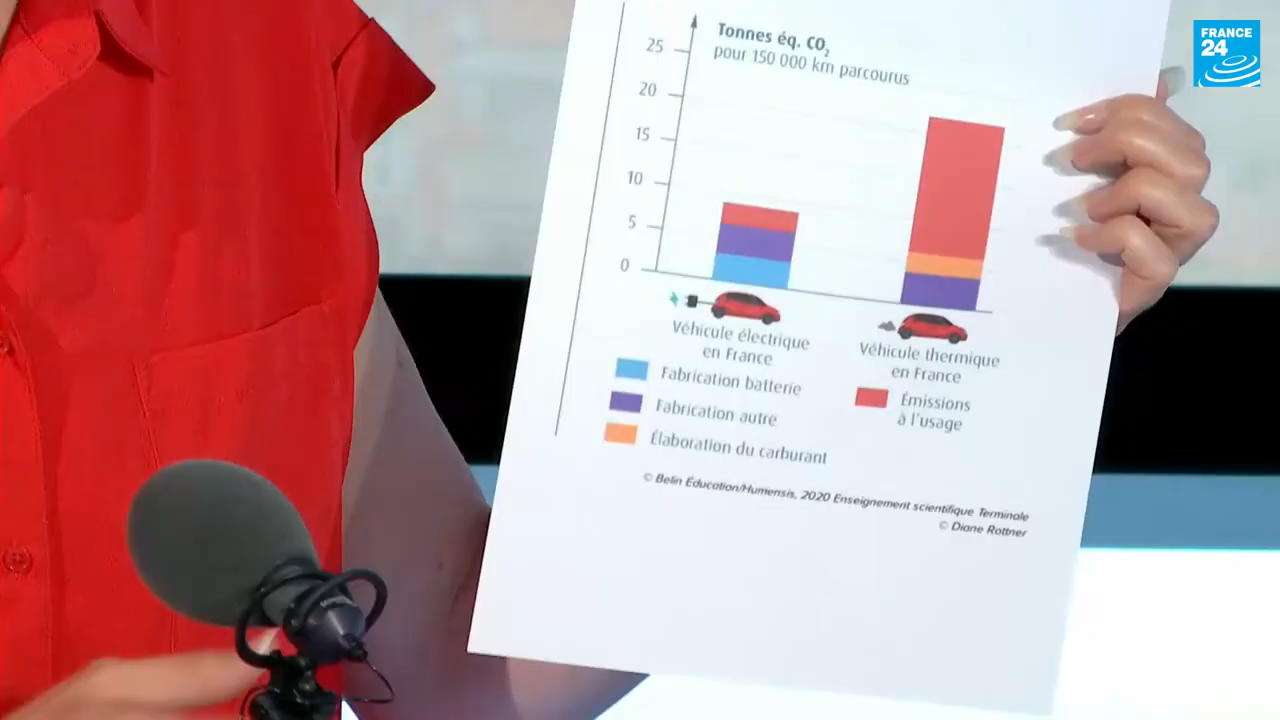 FRANCE
24
Tonnes éq. CO₂
pour 150 000 km parcourus
25
20
15
10
5
0
Véhicule électrique
en France
Véhicule thermique
en France
Fabrication batterie
Fabrication autre
Élaboration du carburant
Émissions
à l'usage
© Belin Éducation/Humensis, 2020 Enseignement scientifique Terminale
© Diane Rottner